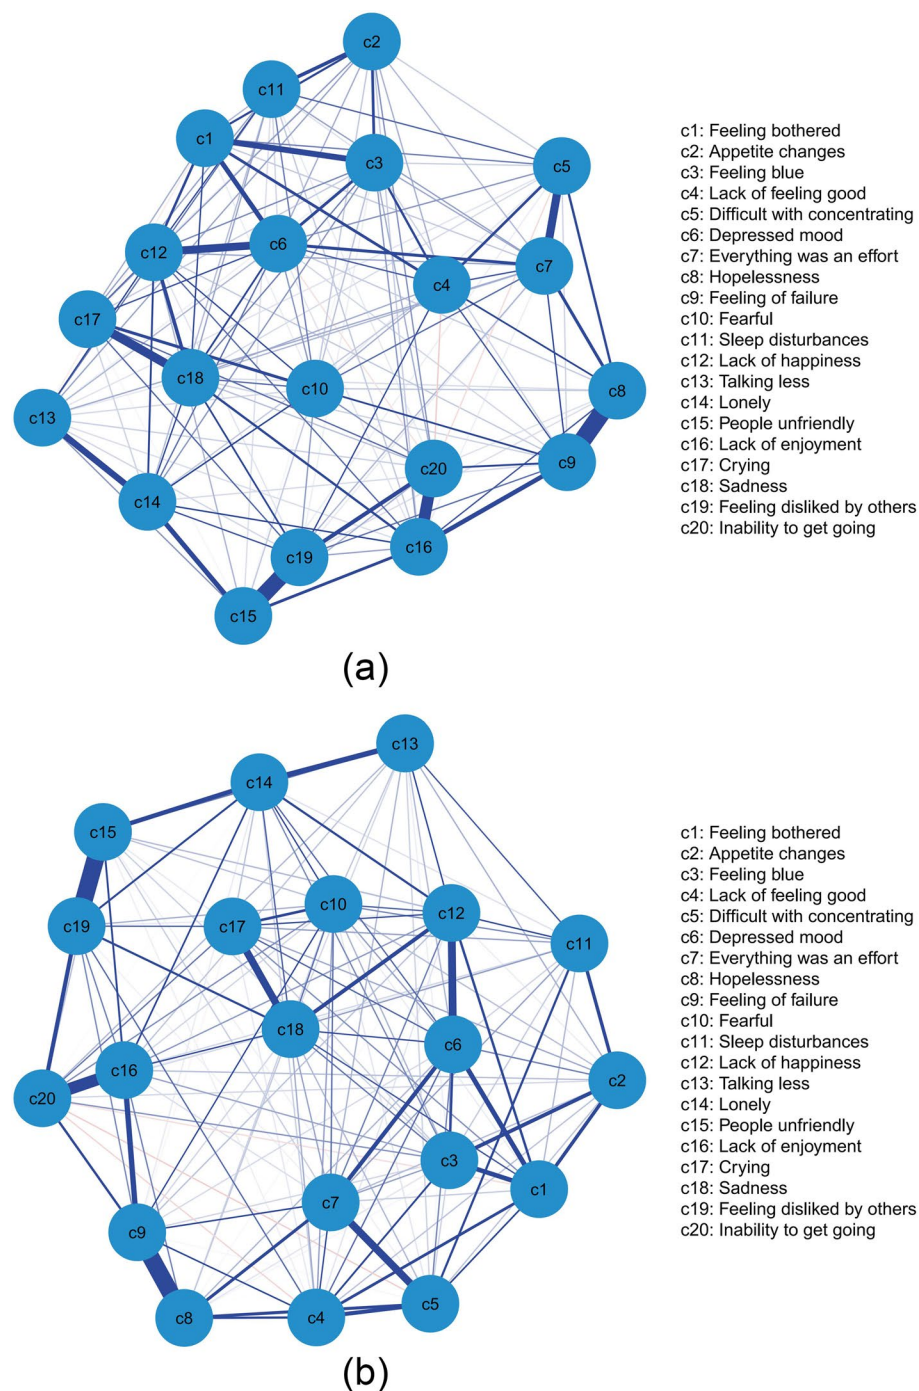 c2
c11
c1
c3
c5
c6
c12
c7
c4
c17
c18
c10
c8
c13
c20
c9
c14
c16
c19
c15
c1: Feeling bothered
c2: Appetite changes
c3: Feeling blue
c4: Lack of feeling good
c5: Difficult with concentrating
c6: Depressed mood
c7: Everything was an effort
c8: Hopelessness
c9: Feeling of failure
c10: Fearful
c11: Sleep disturbances
c12: Lack of happiness
c13: Talking less
c14: Lonely
c15: People unfriendly
c16: Lack of enjoyment
c17: Crying
c18: Sadness
c19: Feeling disliked by others
c20: Inability to get going
(a)
c13
c14
c15
c10
c12
c17
c19
c11
c18
c6
c16
c2
c20
c3
c1
c7
c9
c5
c8
c4
c1: Feeling bothered
c2: Appetite changes
c3: Feeling blue
c4: Lack of feeling good
c5: Difficult with concentrating
c6: Depressed mood
c7: Everything was an effort
c8: Hopelessness
c9: Feeling of failure
c10: Fearful
c11: Sleep disturbances
c12: Lack of happiness
c13: Talking less
c14: Lonely
c15: People unfriendly
c16: Lack of enjoyment
c17: Crying
c18: Sadness
c19: Feeling disliked by others
c20: Inability to get going
(b)